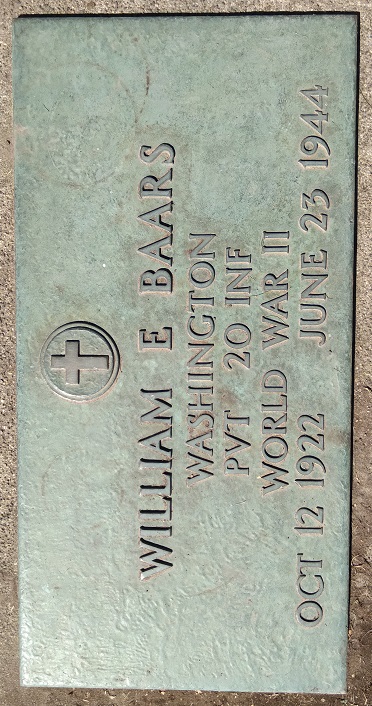 WILLIAM E BAARS
WASHINGTON
PVT 20 INF
WORLD WAR II
OCT 12 1922 JUNE 23 1944